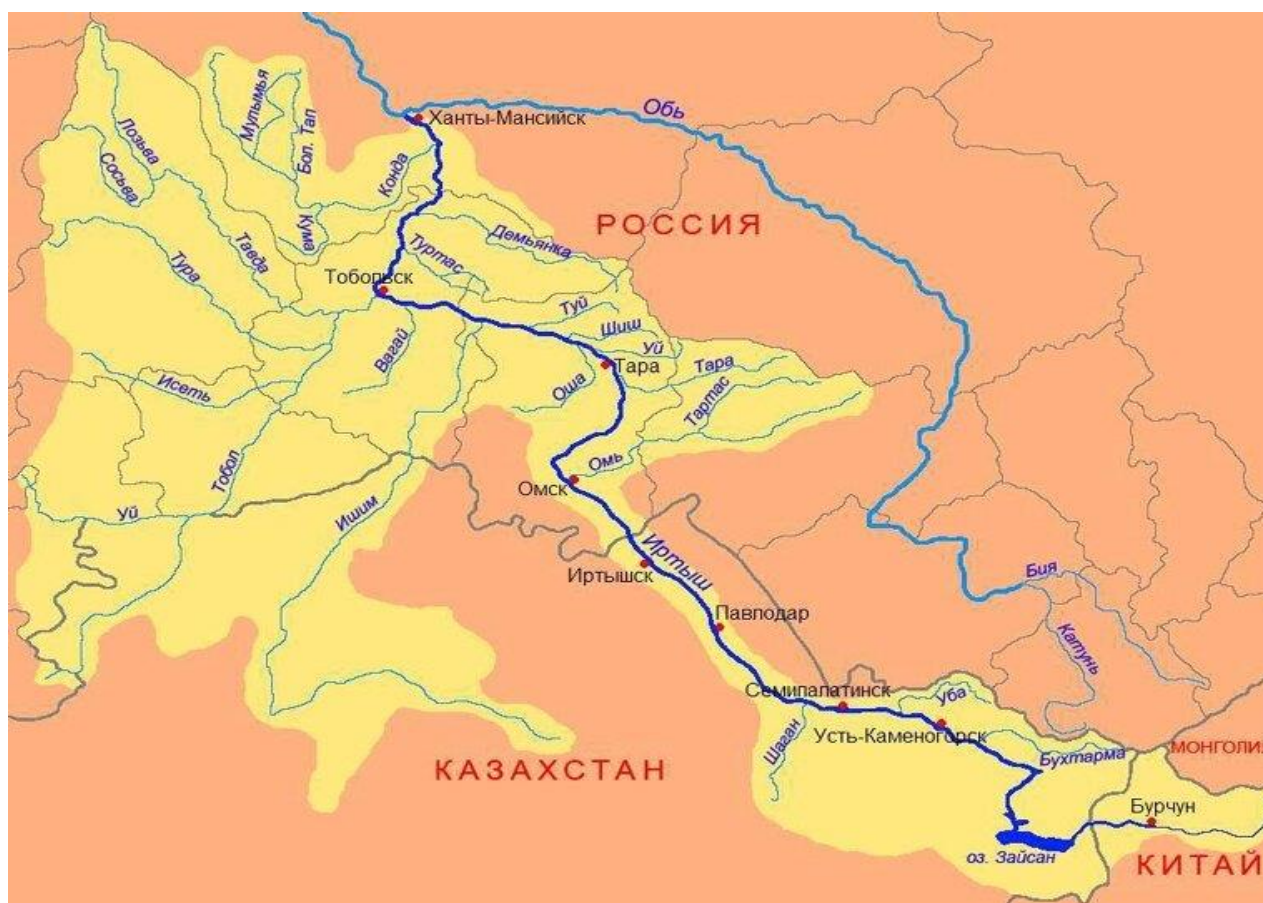 Обь
Ханты-Мансийск
Мулымья
Бол. Тап
Лозьва
Сосьва
Конда
Кума
РОССИЯ
Демьянка
Туртас
Тавда
Тура
Тобольск
Туй
Шиш
Уй
Тара
Тара
Вагай
Оша
Тартас
Исеть
Омь
Тобол
Омск
Уй
Ишим
Иртыш
Иртышск
Бия
Павлодар
Катунь
Семипалатинск
Уба
Шаган
Усть-Каменогорск
Бухтарма
МОНГОЛИЯ
КАЗАХСТАН
Бурчун
оз. Зайсан
КИТАЙ